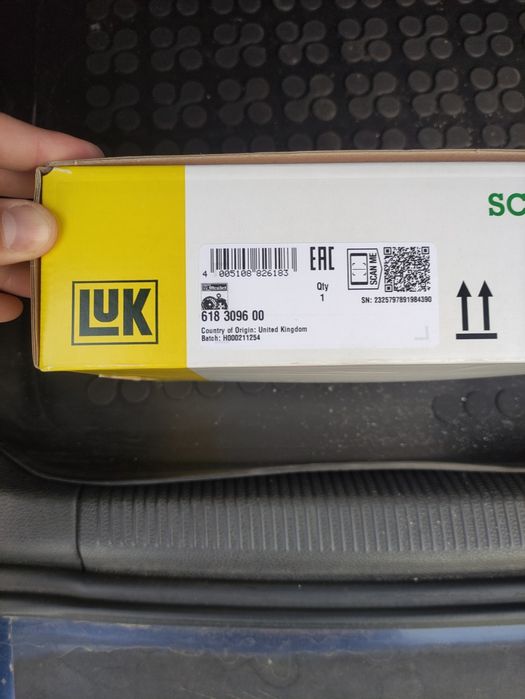 SC
LUK
4 005108 826183
EAC
Qty
1
SCAN ME
SN: 2325797891984390
618 3096 00
Country of Origin: United Kingdom
Batch: H000211254